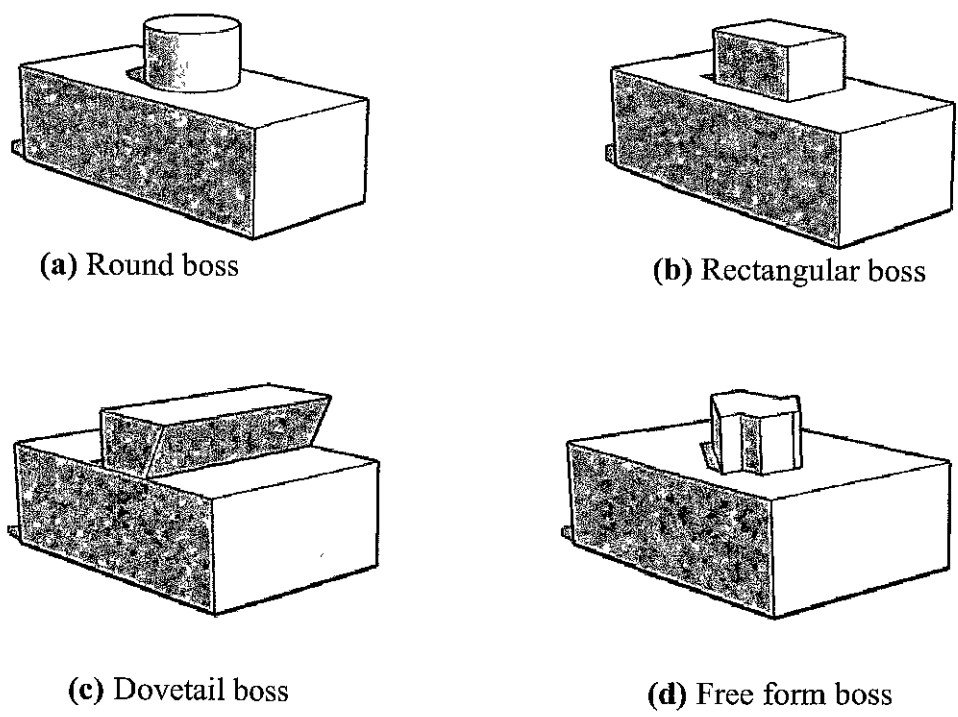 (a) Round boss
(b) Rectangular boss
(c) Dovetail boss
(d) Free form boss